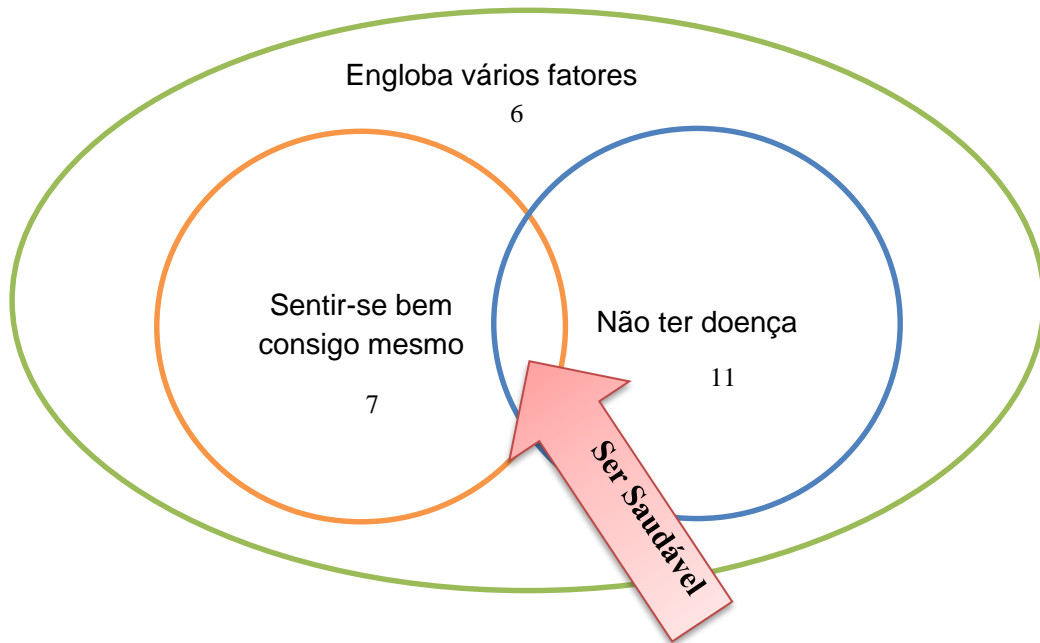 Engloba vários fatores
6
Sentir-se bem
consigo mesmo
7
Não ter doença
11
Ser Saudável